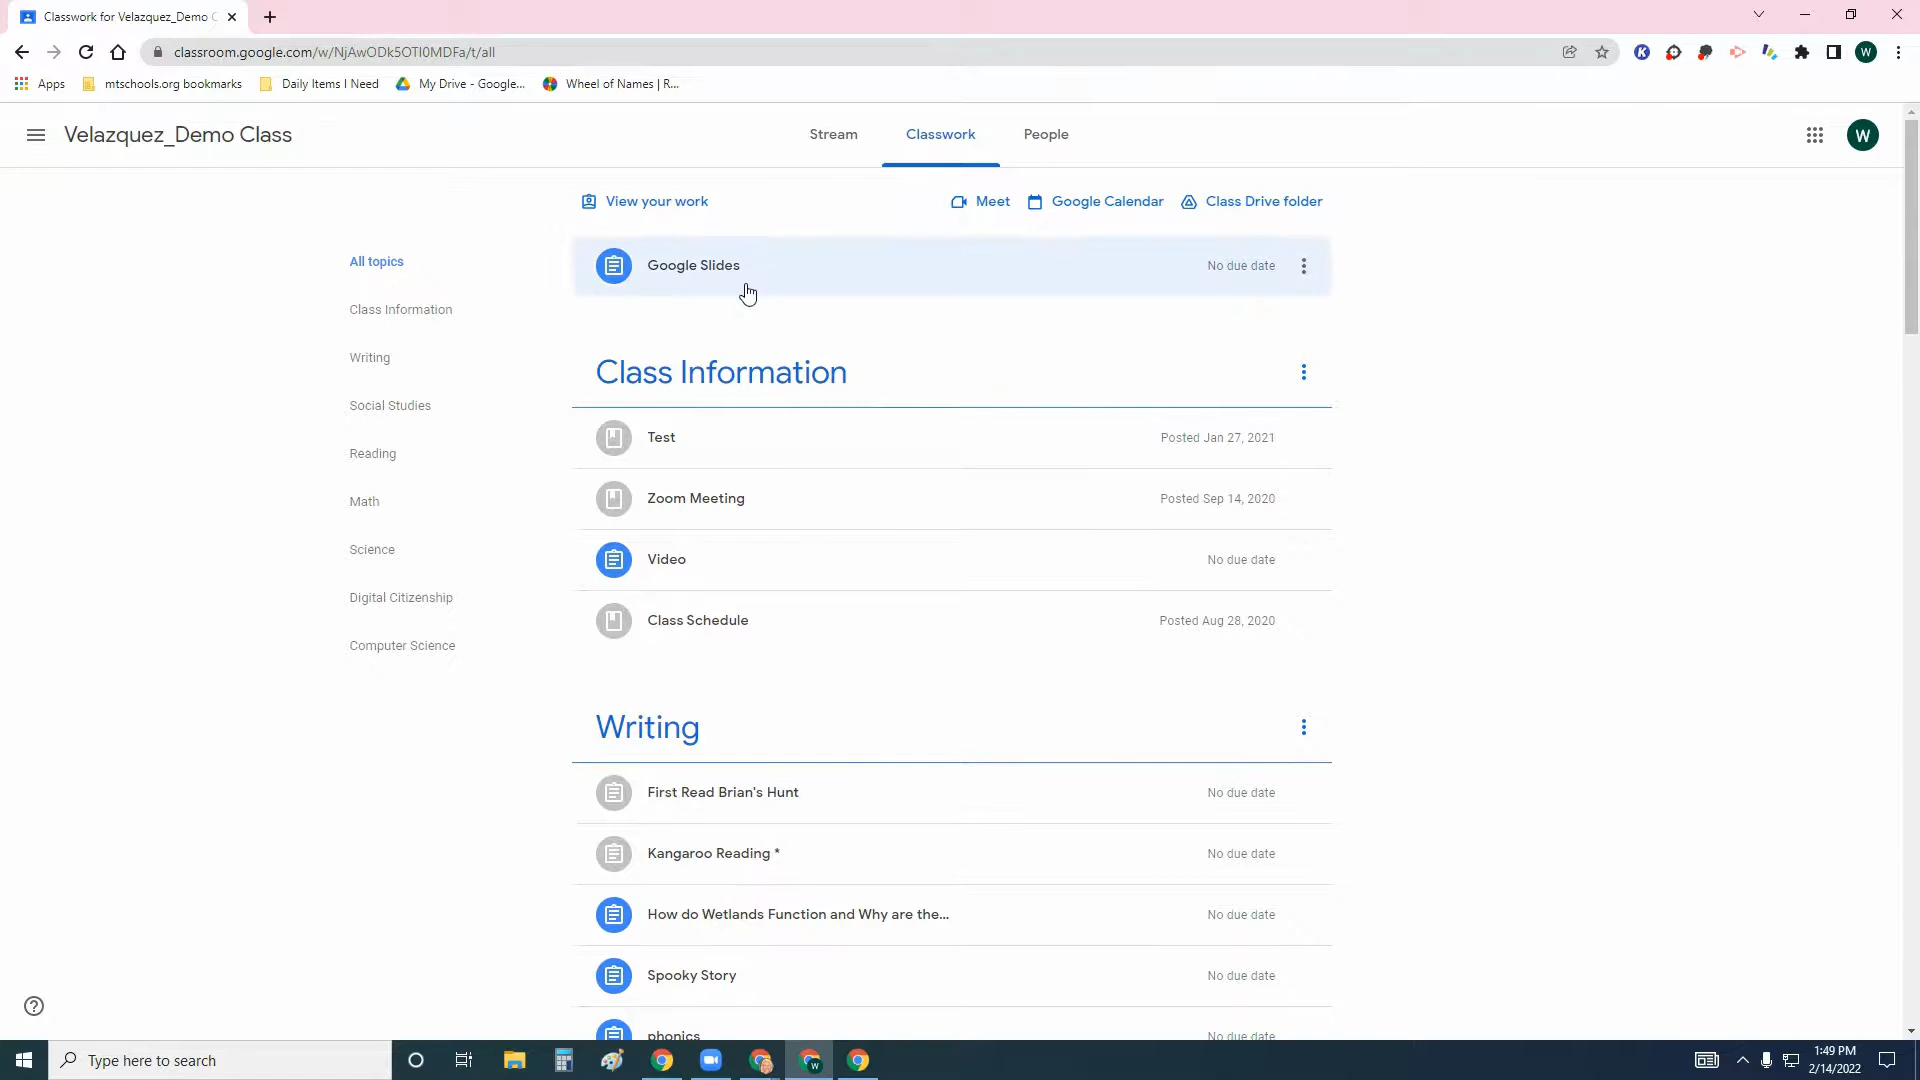 Classwork for Velazquez_Demo C
classroom.google.com/w/NjAwODk5OTI0MDFa/t/all
K
W
Apps
mtschools.org bookmarks
Daily Items I Need
My Drive - Google...
Wheel of Names | R...
Velazquez_Demo Class
Stream
Classwork
People
W
View your work
Meet
Google Calendar
Class Drive folder
All topics
Class Information
Writing
Social Studies
Reading
Math
Science
Digital Citizenship
Computer Science
Google Slides
No due date
Class Information
Test
Posted Jan 27, 2021
Zoom Meeting
Posted Sep 14, 2020
Video
No due date
Class Schedule
Posted Aug 28, 2020
Writing
First Read Brian's Hunt
No due date
Kangaroo Reading *
No due date
How do Wetlands Function and Why are the...
No due date
Spooky Story
No due date
phonics
No due date
Type here to search
W
1:49 PM
2/14/2022